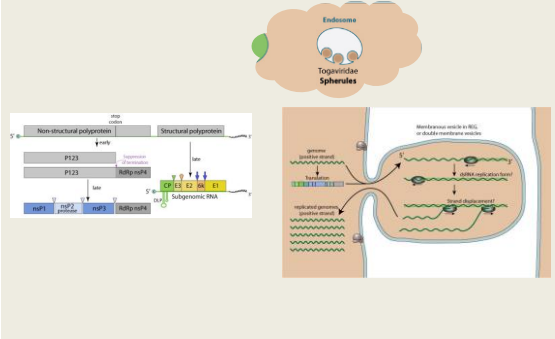 Endosome
Togaviridae
Spherules
stop
codon
5'
Non-structural polyprotein
Structural polyprotein
3'
early
P123
suppression
of termination
P123
RdRp nsP4
late
late
CP
E3
E2
6k
E1
5'
3'
Subgenomic RNA
DLP
nsP1
nsP2
protease
nsP3
RdRp nsP4
Membranous vesicle in REG,
or double membrane vesicles
genome
(positive strand)
Translation
replicated genomes
(positive strand)
5'
3'
dsRNA replication form?
Strand displacement?